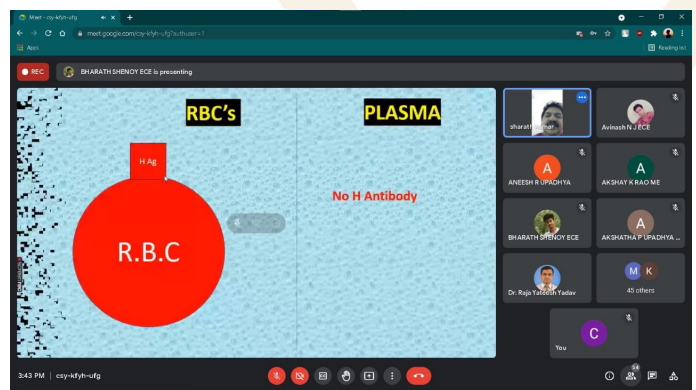 Meet - csy-kfyh-ufg
meet.google.com/csy-kfyh-ufg?authuser=1
Apps
Reading list
REC
BHARATH SHENOY ECE is presenting
RBC's
PLASMA
H Ag
No H Antibody
R.B.C
Avinash N J ECE
A
ANEESH R UPADHYA
A
AKSHAY K RAO ME
BHARATH SHENOY ECE
A
AKSHATHA P UPADHYA ...
Dr. Raja Yateesh Yadav
M K
45 others
C
You
3:43 PM | csy-kfyh-ufg
54